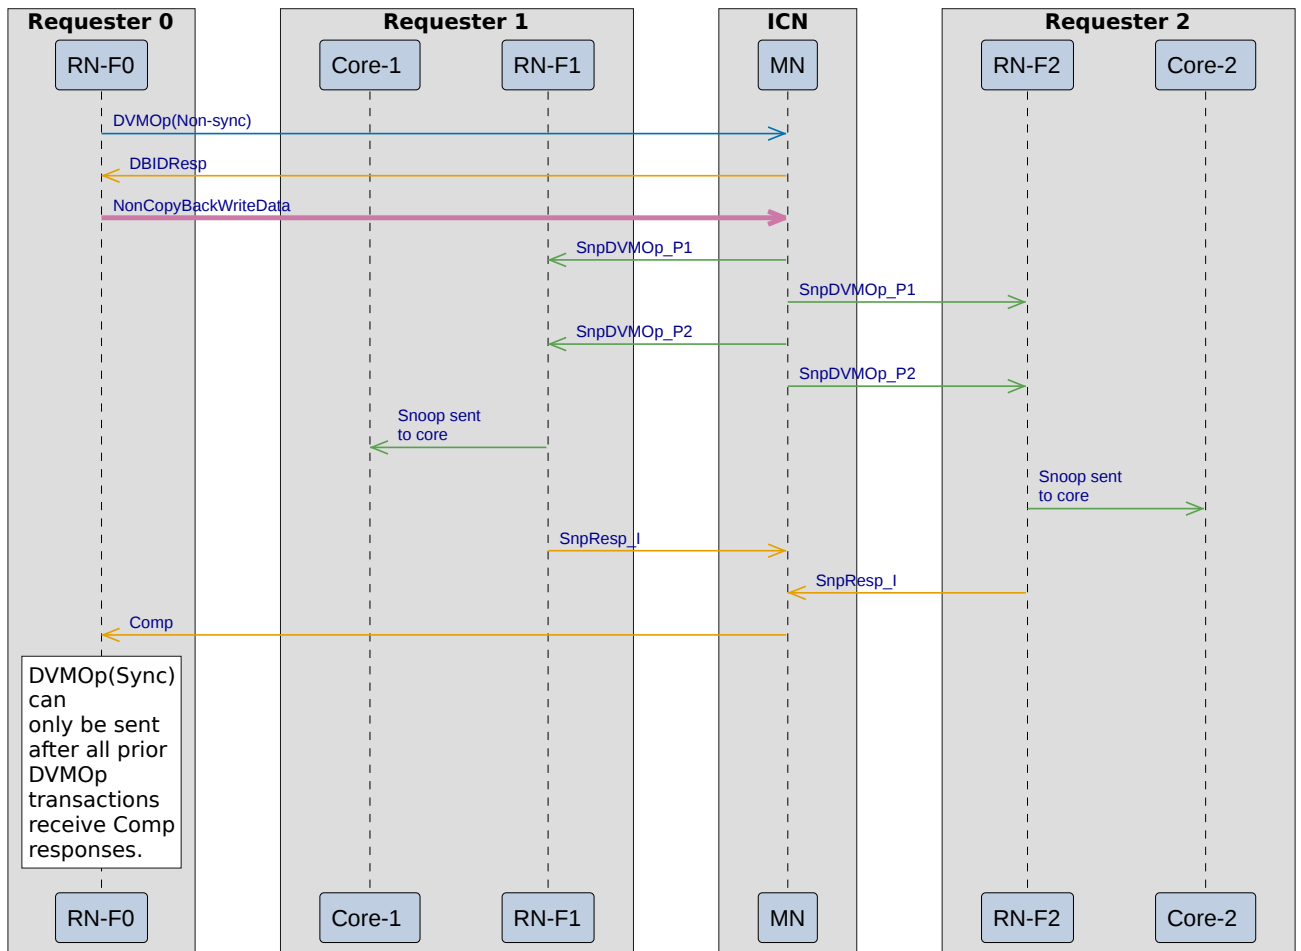 Requester 0
Requester 1
ICN
Requester 2
RN-F0
Core-1
RN-F1
MN
RN-F2
Core-2
DVMOp(Non-sync)
DBIDResp
NonCopyBackWriteData
SnpDVMOp_P1
SnpDVMOp_P1
SnpDVMOp_P2
SnpDVMOp_P2
Snoop sent
to core
Snoop sent
to core
SnpResp_I
SnpResp_I
Comp
DVMOp(Sync)
can
only be sent
after all prior
DVMOp
transactions
receive Comp
responses.
RN-F0
Core-1
RN-F1
MN
RN-F2
Core-2